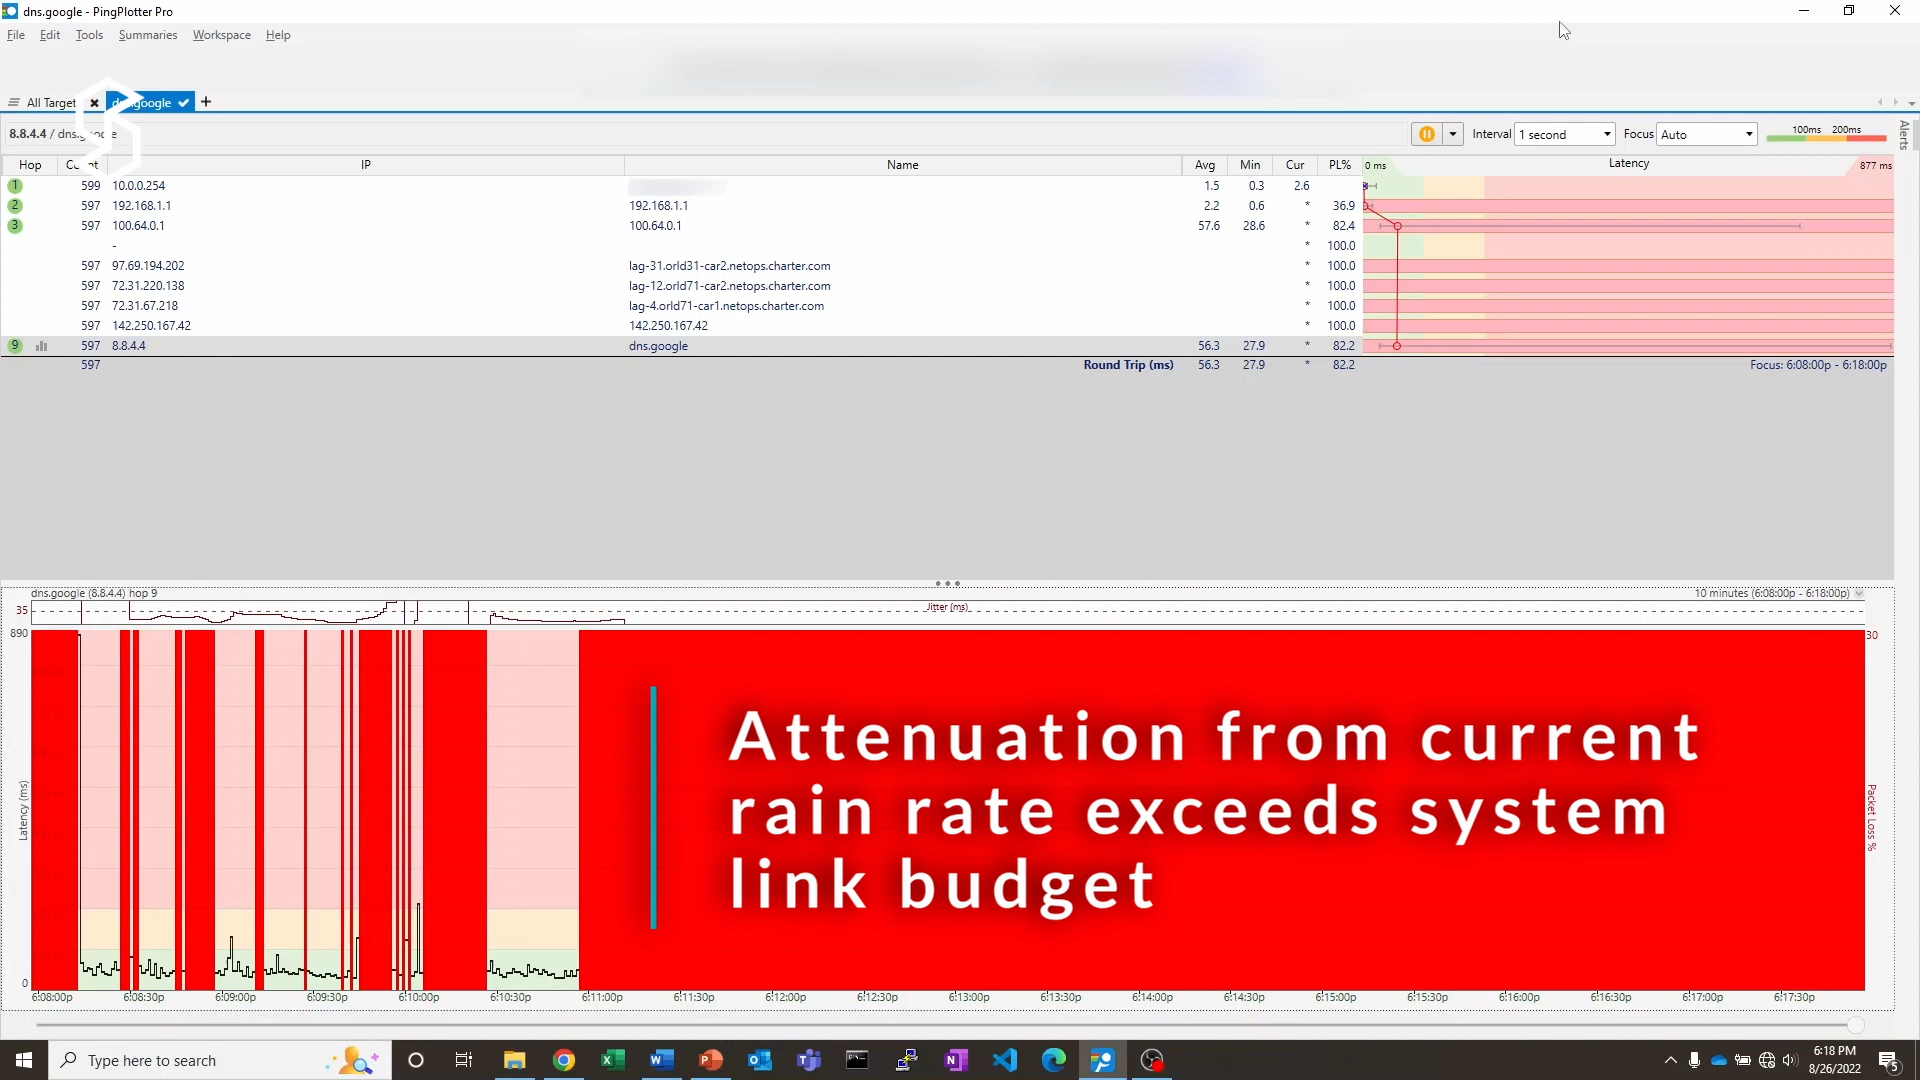 dns.google - PingPlotter Pro
File Edit Tools Summaries Workspace Help
All Target dns.google +
8.8.4.4 / dns.google Interval 1 second Focus Auto 100ms 200ms
Alerts
Hop Count IP Name Avg Min Cur PL% 0 ms Latency 877 ms
1 599 10.0.0.254 1.5 0.3 2.6
2 597 192.168.1.1 192.168.1.1 2.2 0.6 * 36.9
3 597 100.64.0.1 100.64.0.1 57.6 28.6 * 82.4
- * 100.0
597 97.69.194.202 lag-31.orld31-car2.netops.charter.com * 100.0
597 72.31.220.138 lag-12.orld71-car2.netops.charter.com * 100.0
597 72.31.67.218 lag-4.orld71-car1.netops.charter.com * 100.0
597 142.250.167.42 142.250.167.42 * 100.0
9 597 8.8.4.4 dns.google 56.3 27.9 * 82.2
597 Round Trip (ms) 56.3 27.9 * 82.2 Focus: 6:08:00p - 6:18:00p
dns.google (8.8.4.4) hop 9 10 minutes (6:08:00p - 6:18:00p)
35 Jitter (ms)
890 30
Latency (ms)
Packet Loss %
Attenuation from current
rain rate exceeds system
link budget
0
6:08:00p 6:08:30p 6:09:00p 6:09:30p 6:10:00p 6:10:30p 6:11:00p 6:11:30p 6:12:00p 6:12:30p 6:13:00p 6:13:30p 6:14:00p 6:14:30p 6:15:00p 6:15:30p 6:16:00p 6:16:30p 6:17:00p 6:17:30p
Type here to search
6:18 PM
8/26/2022
5